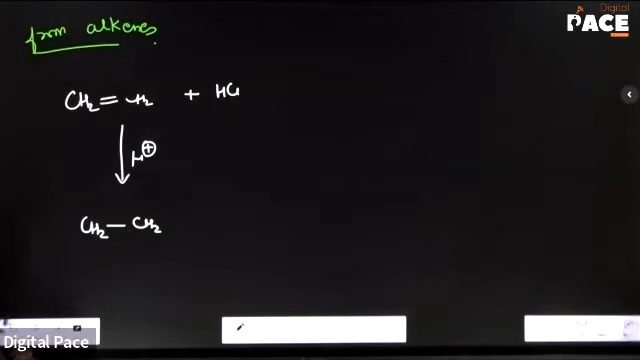 from alkenes
Digital
PACE
CH₂=CH₂ + HCl
H⊕
CH₂—CH₂
Digital Pace